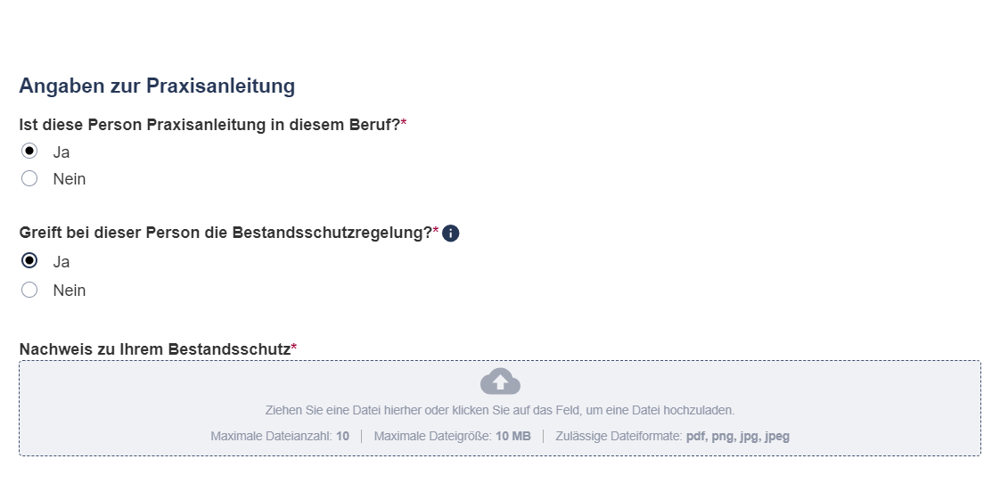 Angaben zur Praxisanleitung
Ist diese Person Praxisanleitung in diesem Beruf?*
Ja
Nein
Greift bei dieser Person die Bestandsschutzregelung?* i
Ja
Nein
Nachweis zu Ihrem Bestandsschutz*
Ziehen Sie eine Datei hierher oder klicken Sie auf das Feld, um eine Datei hochzuladen.
Maximale Dateianzahl: 10 | Maximale Dateigröße: 10 MB | Zulässige Dateiformate: pdf, png, jpg, jpeg